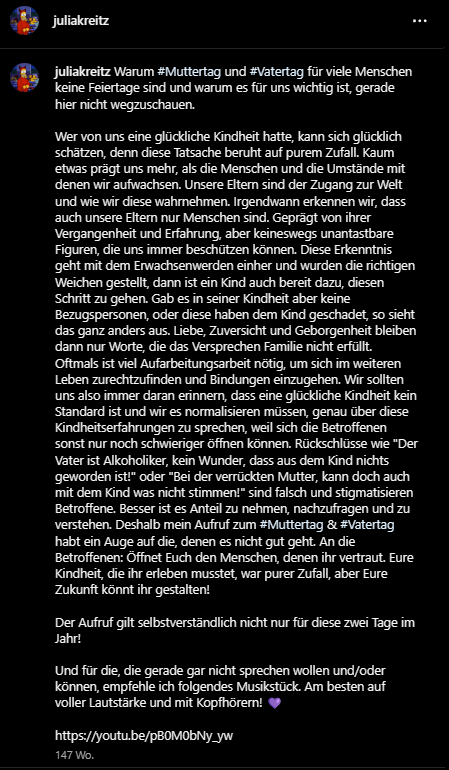 juliakreitz
juliakreitz Warum #Muttertag und #Vatertag für viele Menschen
keine Feiertage sind und warum es für uns wichtig ist, gerade
hier nicht wegzuschauen.
Wer von uns eine glückliche Kindheit hatte, kann sich glücklich
schätzen, denn diese Tatsache beruht auf purem Zufall. Kaum
etwas prägt uns mehr, als die Menschen und die Umstände mit
denen wir aufwachsen. Unsere Eltern sind der Zugang zur Welt
und wie wir diese wahrnehmen. Irgendwann erkennen wir, dass
auch unsere Eltern nur Menschen sind. Geprägt von ihrer
Vergangenheit und Erfahrung, aber keineswegs unantastbare
Figuren, die uns immer beschützen können. Diese Erkenntnis
geht mit dem Erwachsenwerden einher und wurden die richtigen
Weichen gestellt, dann ist ein Kind auch bereit dazu, diesen
Schritt zu gehen. Gab es in seiner Kindheit aber keine
Bezugspersonen, oder diese haben dem Kind geschadet, so sieht
das ganz anders aus. Liebe, Zuversicht und Geborgenheit bleiben
dann nur Worte, die das Versprechen Familie nicht erfüllt.
Oftmals ist viel Aufarbeitungsarbeit nötig, um sich im weiteren
Leben zurechtzufinden und Bindungen einzugehen. Wir sollten
uns also immer daran erinnern, dass eine glückliche Kindheit kein
Standard ist und wir es normalisieren müssen, genau über diese
Kindheitserfahrungen zu sprechen, weil sich die Betroffenen
sonst nur noch schwieriger öffnen können. Rückschlüsse wie "Der
Vater ist Alkoholiker, kein Wunder, dass aus dem Kind nichts
geworden ist!" oder "Bei der verrückten Mutter, kann doch auch
mit dem Kind was nicht stimmen!" sind falsch und stigmatisieren
Betroffene. Besser ist es Anteil zu nehmen, nachzufragen und zu
verstehen. Deshalb mein Aufruf zum #Muttertag & #Vatertag
habt ein Auge auf die, denen es nicht gut geht. An die
Betroffenen: Öffnet Euch den Menschen, denen ihr vertraut. Eure
Kindheit, die ihr erleben musstet, war purer Zufall, aber Eure
Zukunft könnt ihr gestalten!
Der Aufruf gilt selbstverständlich nicht nur für diese zwei Tage im
Jahr!
Und für die, die gerade gar nicht sprechen wollen und/oder
können, empfehle ich folgendes Musikstück. Am besten auf
voller Lautstärke und mit Kopfhörern! 💜
https://youtu.be/pB0M0bNy_yw
147 Wo.